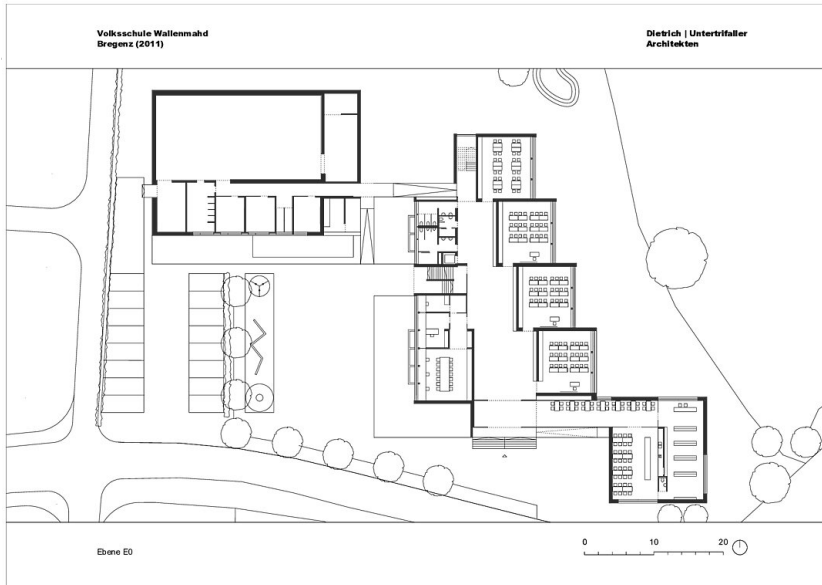 Volksschule Wallenmahd
Bregenz (2011)
Dietrich | Untertrifaller
Architekten
Ebene E0
0 10 20